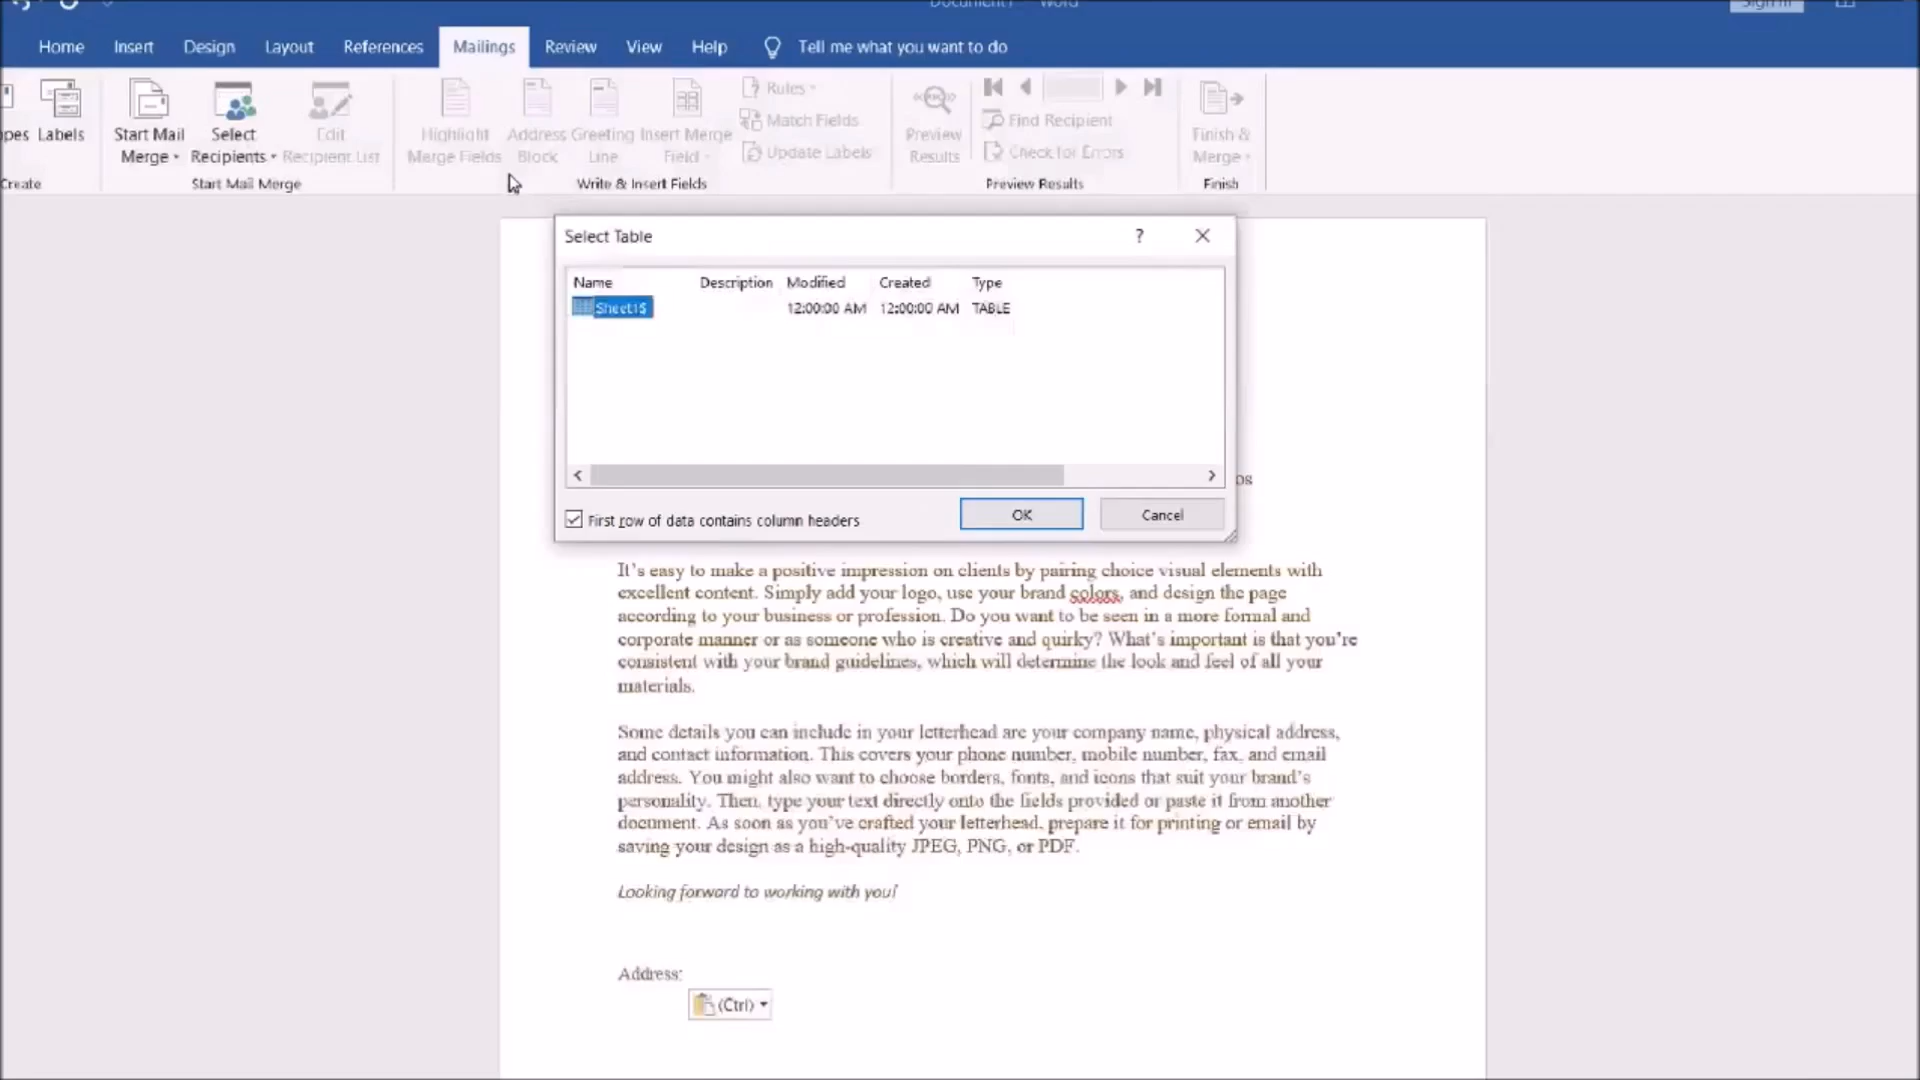 Document1 - Word
Sign in
Home Insert Design Layout References Mailings Review View Help Tell me what you want to do
opes Labels
Create
Start Mail
Merge
Select
Recipients
Edit
Recipient List
Start Mail Merge
Highlight
Merge Fields
Address
Block
Greeting
Line
Insert Merge
Field
Rules
Match Fields
Update Labels
Write & Insert Fields
Preview
Results
Find Recipient
Check for Errors
Preview Results
Finish &
Merge
Finish
Select Table
Name Description Modified Created Type
Sheet1$ 12:00:00 AM 12:00:00 AM TABLE
First row of data contains column headers
OK Cancel
os
It's easy to make a positive impression on clients by pairing choice visual elements with
excellent content. Simply add your logo, use your brand colors, and design the page
according to your business or profession. Do you want to be seen in a more formal and
corporate manner or as someone who is creative and quirky? What's important is that you're
consistent with your brand guidelines, which will determine the look and feel of all your
materials.
Some details you can include in your letterhead are your company name, physical address,
and contact information. This covers your phone number, mobile number, fax, and email
address. You might also want to choose borders, fonts, and icons that suit your brand's
personality. Then, type your text directly onto the fields provided or paste it from another
document. As soon as you've crafted your letterhead, prepare it for printing or email by
saving your design as a high-quality JPEG, PNG, or PDF.
Looking forward to working with you!
Address:
(Ctrl)